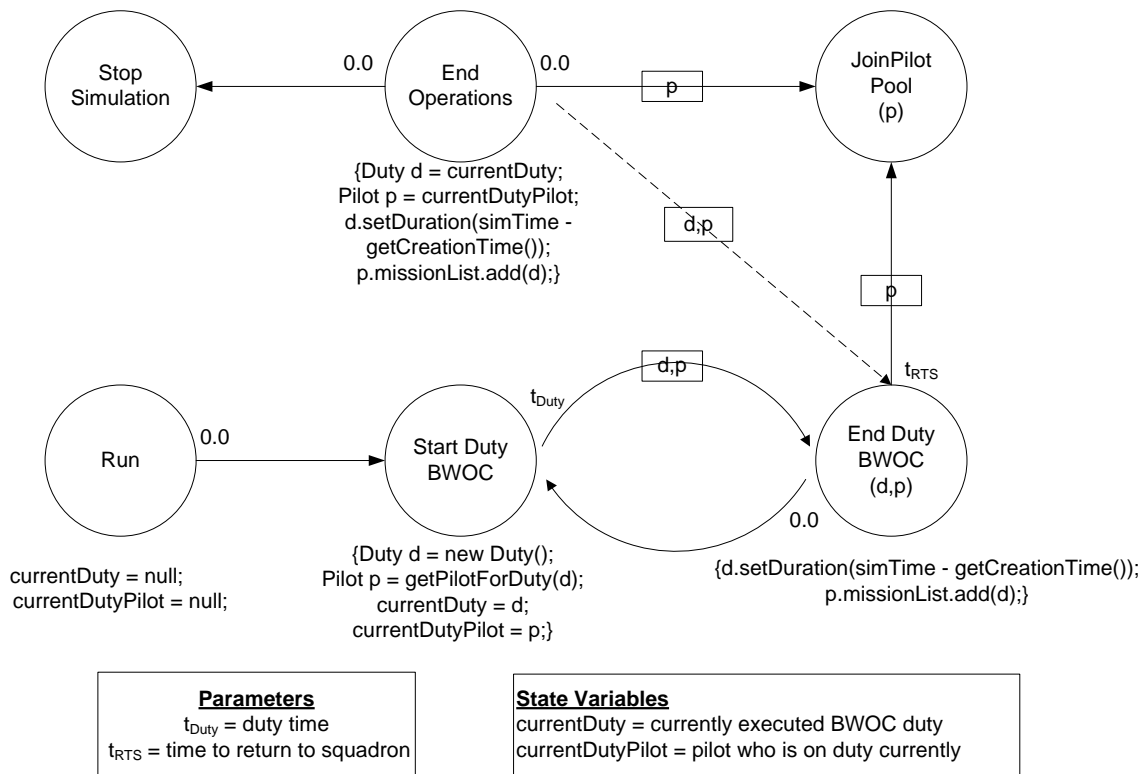 Stop
Simulation
0.0
End
Operations
0.0
p
JoinPilot
Pool
(p)
{Duty d = currentDuty;
Pilot p = currentDutyPilot;
d.setDuration(simTime -
getCreationTime());
p.missionList.add(d);}
d,p
p
d,p
tRTS
tDuty
Run
0.0
Start Duty
BWOC
End Duty
BWOC
(d,p)
0.0
currentDuty = null;
currentDutyPilot = null;
{Duty d = new Duty();
Pilot p = getPilotForDuty(d);
currentDuty = d;
currentDutyPilot = p;}
{d.setDuration(simTime - getCreationTime());
p.missionList.add(d);}
Parameters
tDuty = duty time
tRTS = time to return to squadron
State Variables
currentDuty = currently executed BWOC duty
currentDutyPilot = pilot who is on duty currently